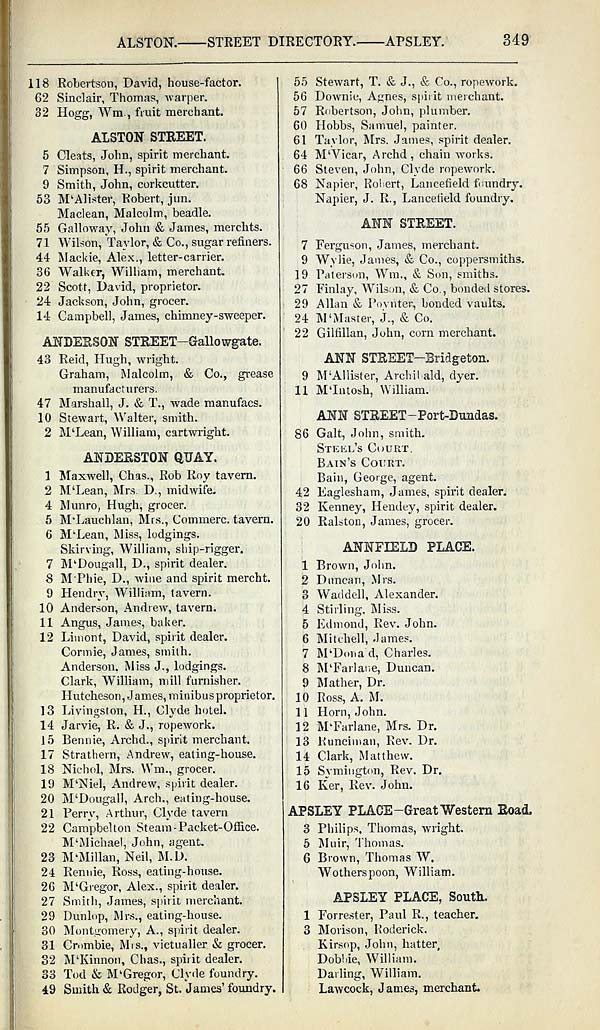 ALSTON.——STREET DIRECTORY.——APSLEY. 349
118 Robertson, David, house-factor.
62 Sinclair, Thomas, warper.
32 Hogg, Wm., fruit merchant.
ALSTON STREET.
5 Cleats, John, spirit merchant.
7 Simpson, H., spirit merchant.
9 Smith, John, corkcutter.
53 M‘Alister, Robert, jun.
Maclean, Malcolm, beadle.
55 Galloway, John & James, merchts.
71 Wilson, Taylor, & Co., sugar refiners.
44 Mackie, Alex., letter-carrier.
36 Walker, William, merchant.
22 Scott, David, proprietor.
24 Jackson, John, grocer.
14 Campbell, James, chimney-sweeper.
ANDERSON STREET—Gallowgate.
43 Reid, Hugh, wright.
Graham, Malcolm, & Co., grease
manufacturers.
47 Marshall, J. & T., wade manufacs.
10 Stewart, Walter, smith.
2 M‘Lean, William, cartwright.
ANDERSTON QUAY.
1 Maxwell, Chas., Rob Roy tavern.
2 M‘Lean, Mrs. D., midwife.
4 Munro, Hugh, grocer.
5 M‘Lauchlan, Mrs., Commerc. tavern.
6 M‘Lean, Miss, lodgings.
Skirving, William, ship-rigger.
7 M‘Dougall, D., spirit dealer.
8 M‘Phie, D., wine and spirit mercht.
9 Hendry, William, tavern.
10 Anderson, Andrew, tavern.
11 Angus, James, baker.
12 Limont, David, spirit dealer.
Cormie, James, smith.
Anderson, Miss J., lodgings.
Clark, William, mill furnisher.
Hutcheson, James, minibus proprietor.
13 Livingston, H., Clyde hotel.
14 Jarvie, R. & J., ropework.
15 Bennie, Archd., spirit merchant.
17 Strathern, Andrew, eating-house.
18 Nichol, Mrs. Wm., grocer.
19 M‘Niel, Andrew, spirit dealer.
20 M‘Dougall, Arch., eating-house.
21 Perry, Arthur, Clyde tavern
22 Campbelton Steam-Packet-Office.
M‘Michael, John, agent.
23 M‘Millan, Neil, M.D.
24 Rennie, Ross, eating-house.
26 M‘Gregor, Alex., spirit dealer.
27 Smith, James, spirit merchant.
29 Dunlop, Mrs., eating-house.
30 Montgomery, A., spirit dealer.
31 Crombie, Mrs., victualler & grocer.
32 M‘Kinnon, Chas., spirit dealer.
33 Tod & M‘Gregor, Clyde foundry.
49 Smith & Rodger, St. James' foundry.
55 Stewart, T. & J., & Co., ropework.
56 Downie, Agnes, spirit merchant.
57 Robertson, John, plumber.
60 Hobbs, Samuel, painter.
61 Taylor, Mrs. James, spirit dealer.
64 M‘Vicar, Archd, chain works.
66 Steven, John, Clyde ropework.
68 Napier, Robert, Lancefield foundry.
Napier, J. R., Lancefield foundry.
ANN STREET.
7 Ferguson, James, merchant.
9 Wylie, James, & Co., coppersmiths.
19 Paterson, Wm., & Son, smiths.
27 Finlay, Wilson, & Co., bonded stores.
29 Allan & Poynter, bonded vaults.
24 M‘Master, J., & Co.
22 Gilfillan, John, corn merchant.
ANN STREET—Bridgeton.
9 M‘Allister, Archibald, dyer.
11 M‘Intosh, William.
ANN STREET—Port-Dundas.
86 Galt, John, smith.
STEEL'S COURT.
BAIN'S COURT.
Bain, George, agent.
42 Eaglesham, James, spirit dealer.
32 Kenney, Hendey, spirit dealer.
20 Ralston, James, grocer.
ANNFIELD PLACE.
1 Brown, John.
2 Duncan, Mrs.
3 Waddell, Alexander.
4 Stirling, Miss.
5 Edmond, Rev. John.
6 Mitchell, James.
7 M‘Donald, Charles.
8 M‘Farlane, Duncan.
9 Mather, Dr.
10 Ross, A. M.
11 Horn, John.
12 M‘Farlane, Mrs. Dr.
13 Runciman, Rev. Dr.
14 Clark, Matthew.
15 Symington, Rev. Dr.
16 Ker, Rev. John.
APSLEY PLACE—Great Western Road.
3 Philips, Thomas, wright.
5 Muir, Thomas.
6 Brown, Thomas W.
Wotherspoon, William.
APSLEY PLACE, South.
1 Forrester, Paul R., teacher.
3 Morison, Roderick.
Kirsop, John, hatter,
Dobbie, William.
Darling, William.
Lawcock, James, merchant.